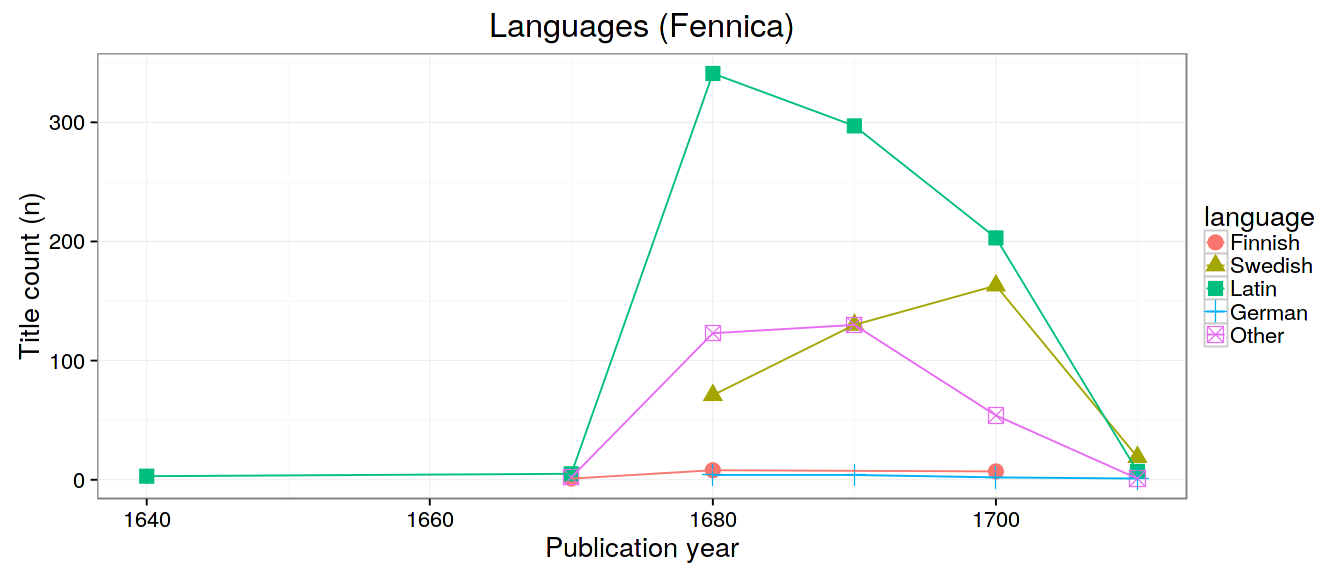 Languages (Fennica)
Title count (n)
300
200
100
0
1640
1660
1680
1700
Publication year
language
Finnish
Swedish
Latin
German
Other